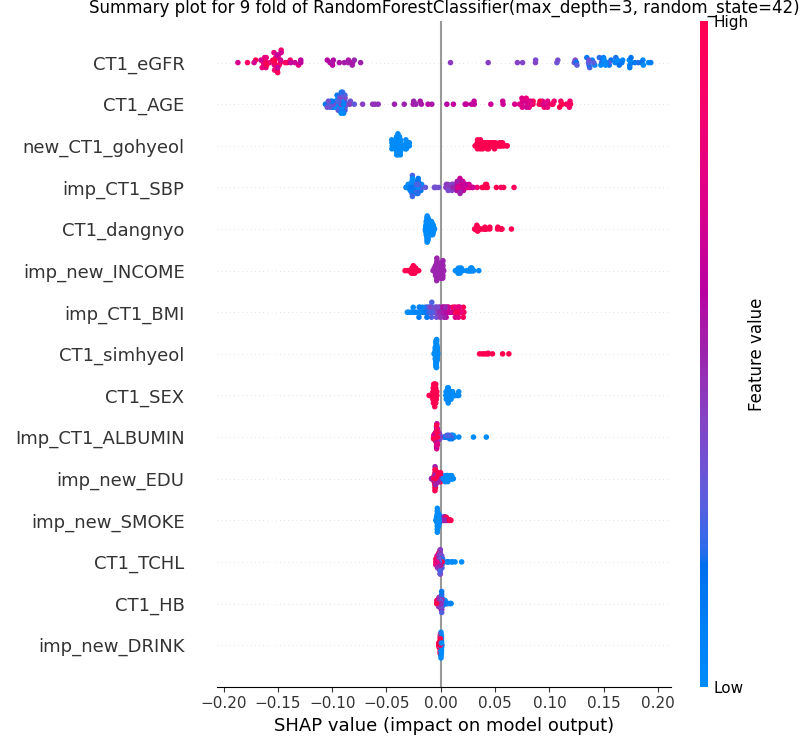 Summary plot for 9 fold of RandomForestClassifier(max_depth=3, random_state=42)
High
CT1_eGFR
CT1_AGE
new_CT1_gohyeol
imp_CT1_SBP
CT1_dangnyo
imp_new_INCOME
imp_CT1_BMI
CT1_simhyeol
CT1_SEX
Imp_CT1_ALBUMIN
imp_new_EDU
imp_new_SMOKE
CT1_TCHL
CT1_HB
imp_new_DRINK
Feature value
Low
−0.20 −0.15 −0.10 −0.05 0.00 0.05 0.10 0.15 0.20
SHAP value (impact on model output)